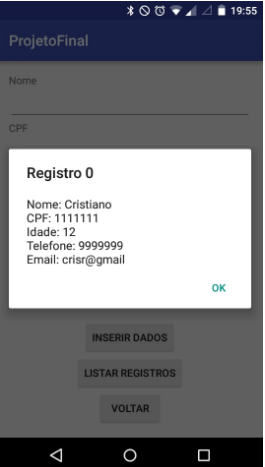 19:55
ProjetoFinal
Nome
CPF
Registro 0
Nome: Cristiano
CPF: 1111111
Idade: 12
Telefone: 9999999
Email: crisr@gmail
OK
INSERIR DADOS
LISTAR REGISTROS
VOLTAR